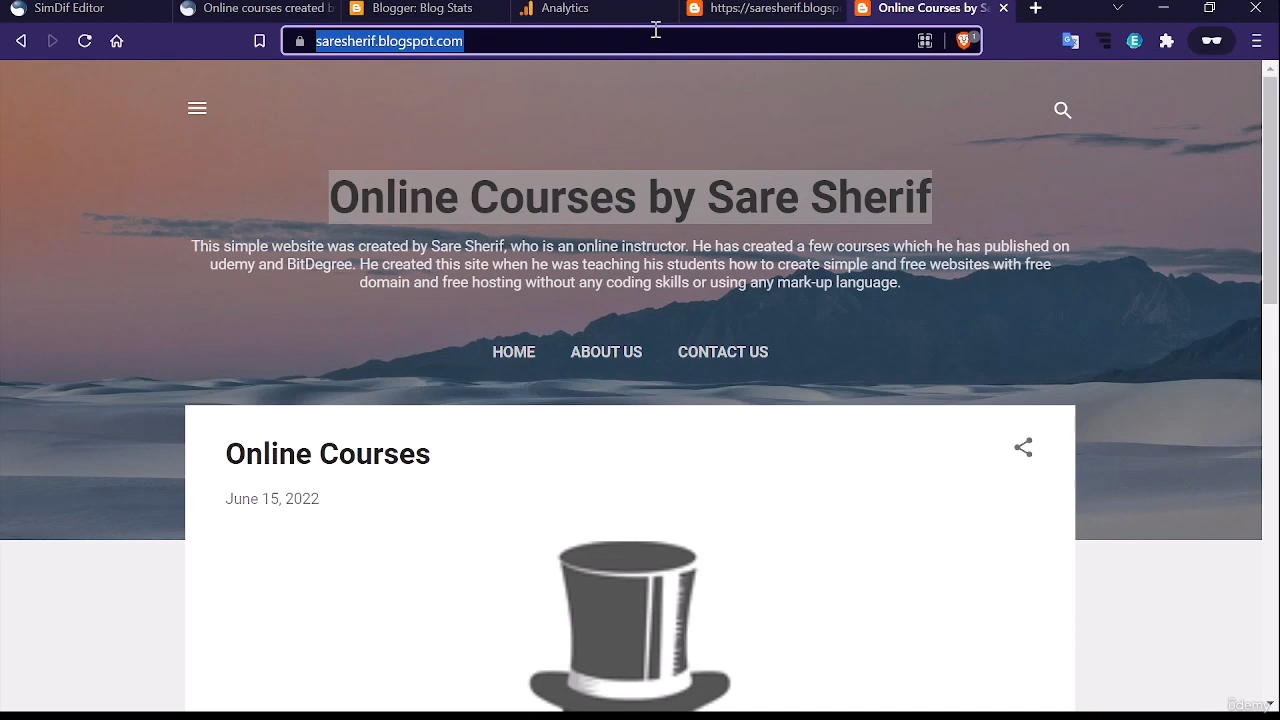 SimDif Editor
Online courses created b
Blogger: Blog Stats
Analytics
https://saresherif.blogsp
Online Courses by Sa
saresherif.blogspot.com
1
E
Online Courses by Sare Sherif
This simple website was created by Sare Sherif, who is an online instructor. He has created a few courses which he has published on
udemy and BitDegree. He created this site when he was teaching his students how to create simple and free websites with free
domain and free hosting without any coding skills or using any mark-up language.
HOME
ABOUT US
CONTACT US
Online Courses
June 15, 2022
ûdemy